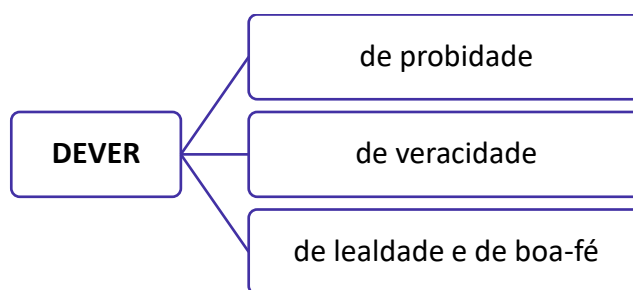 DEVER
de probidade
de veracidade
de lealdade e de boa-fé